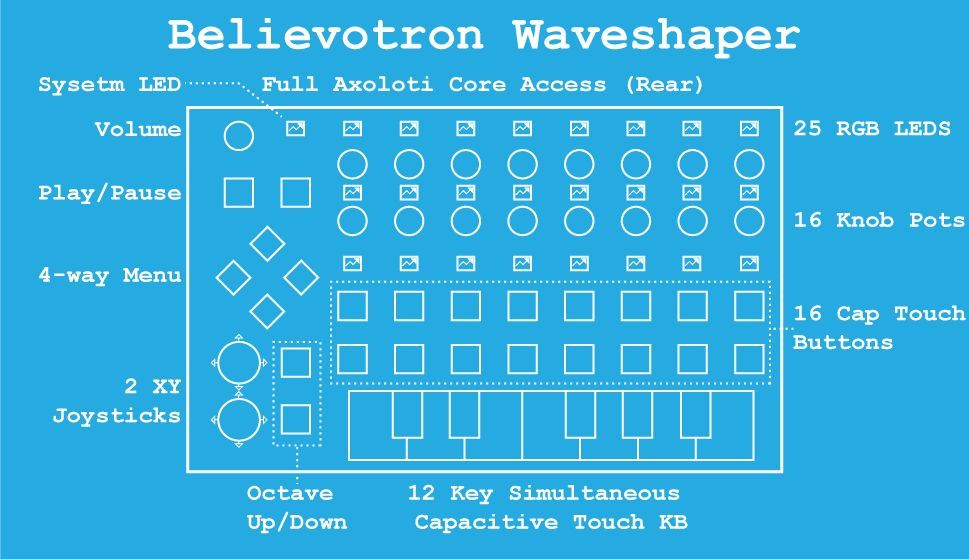 Believotron Waveshaper
Sysetm LED
Full Axoloti Core Access (Rear)
Volume
25 RGB LEDS
Play/Pause
16 Knob Pots
4-way Menu
16 Cap Touch
Buttons
2 XY
Joysticks
Octave
Up/Down
12 Key Simultaneous
Capacitive Touch KB